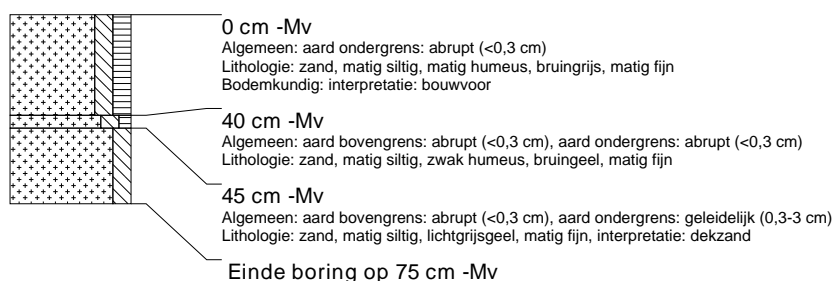 0 cm -Mv
Algemeen: aard ondergrens: abrupt (<0,3 cm)
Lithologie: zand, matig siltig, matig humeus, bruingrijs, matig fijn
Bodemkundig: interpretatie: bouwvoor
40 cm -Mv
Algemeen: aard bovengrens: abrupt (<0,3 cm), aard ondergrens: abrupt (<0,3 cm)
Lithologie: zand, matig siltig, zwak humeus, bruingeel, matig fijn
45 cm -Mv
Algemeen: aard bovengrens: abrupt (<0,3 cm), aard ondergrens: geleidelijk (0,3-3 cm)
Lithologie: zand, matig siltig, lichtgrijsgeel, matig fijn, interpretatie: dekzand
Einde boring op 75 cm -Mv